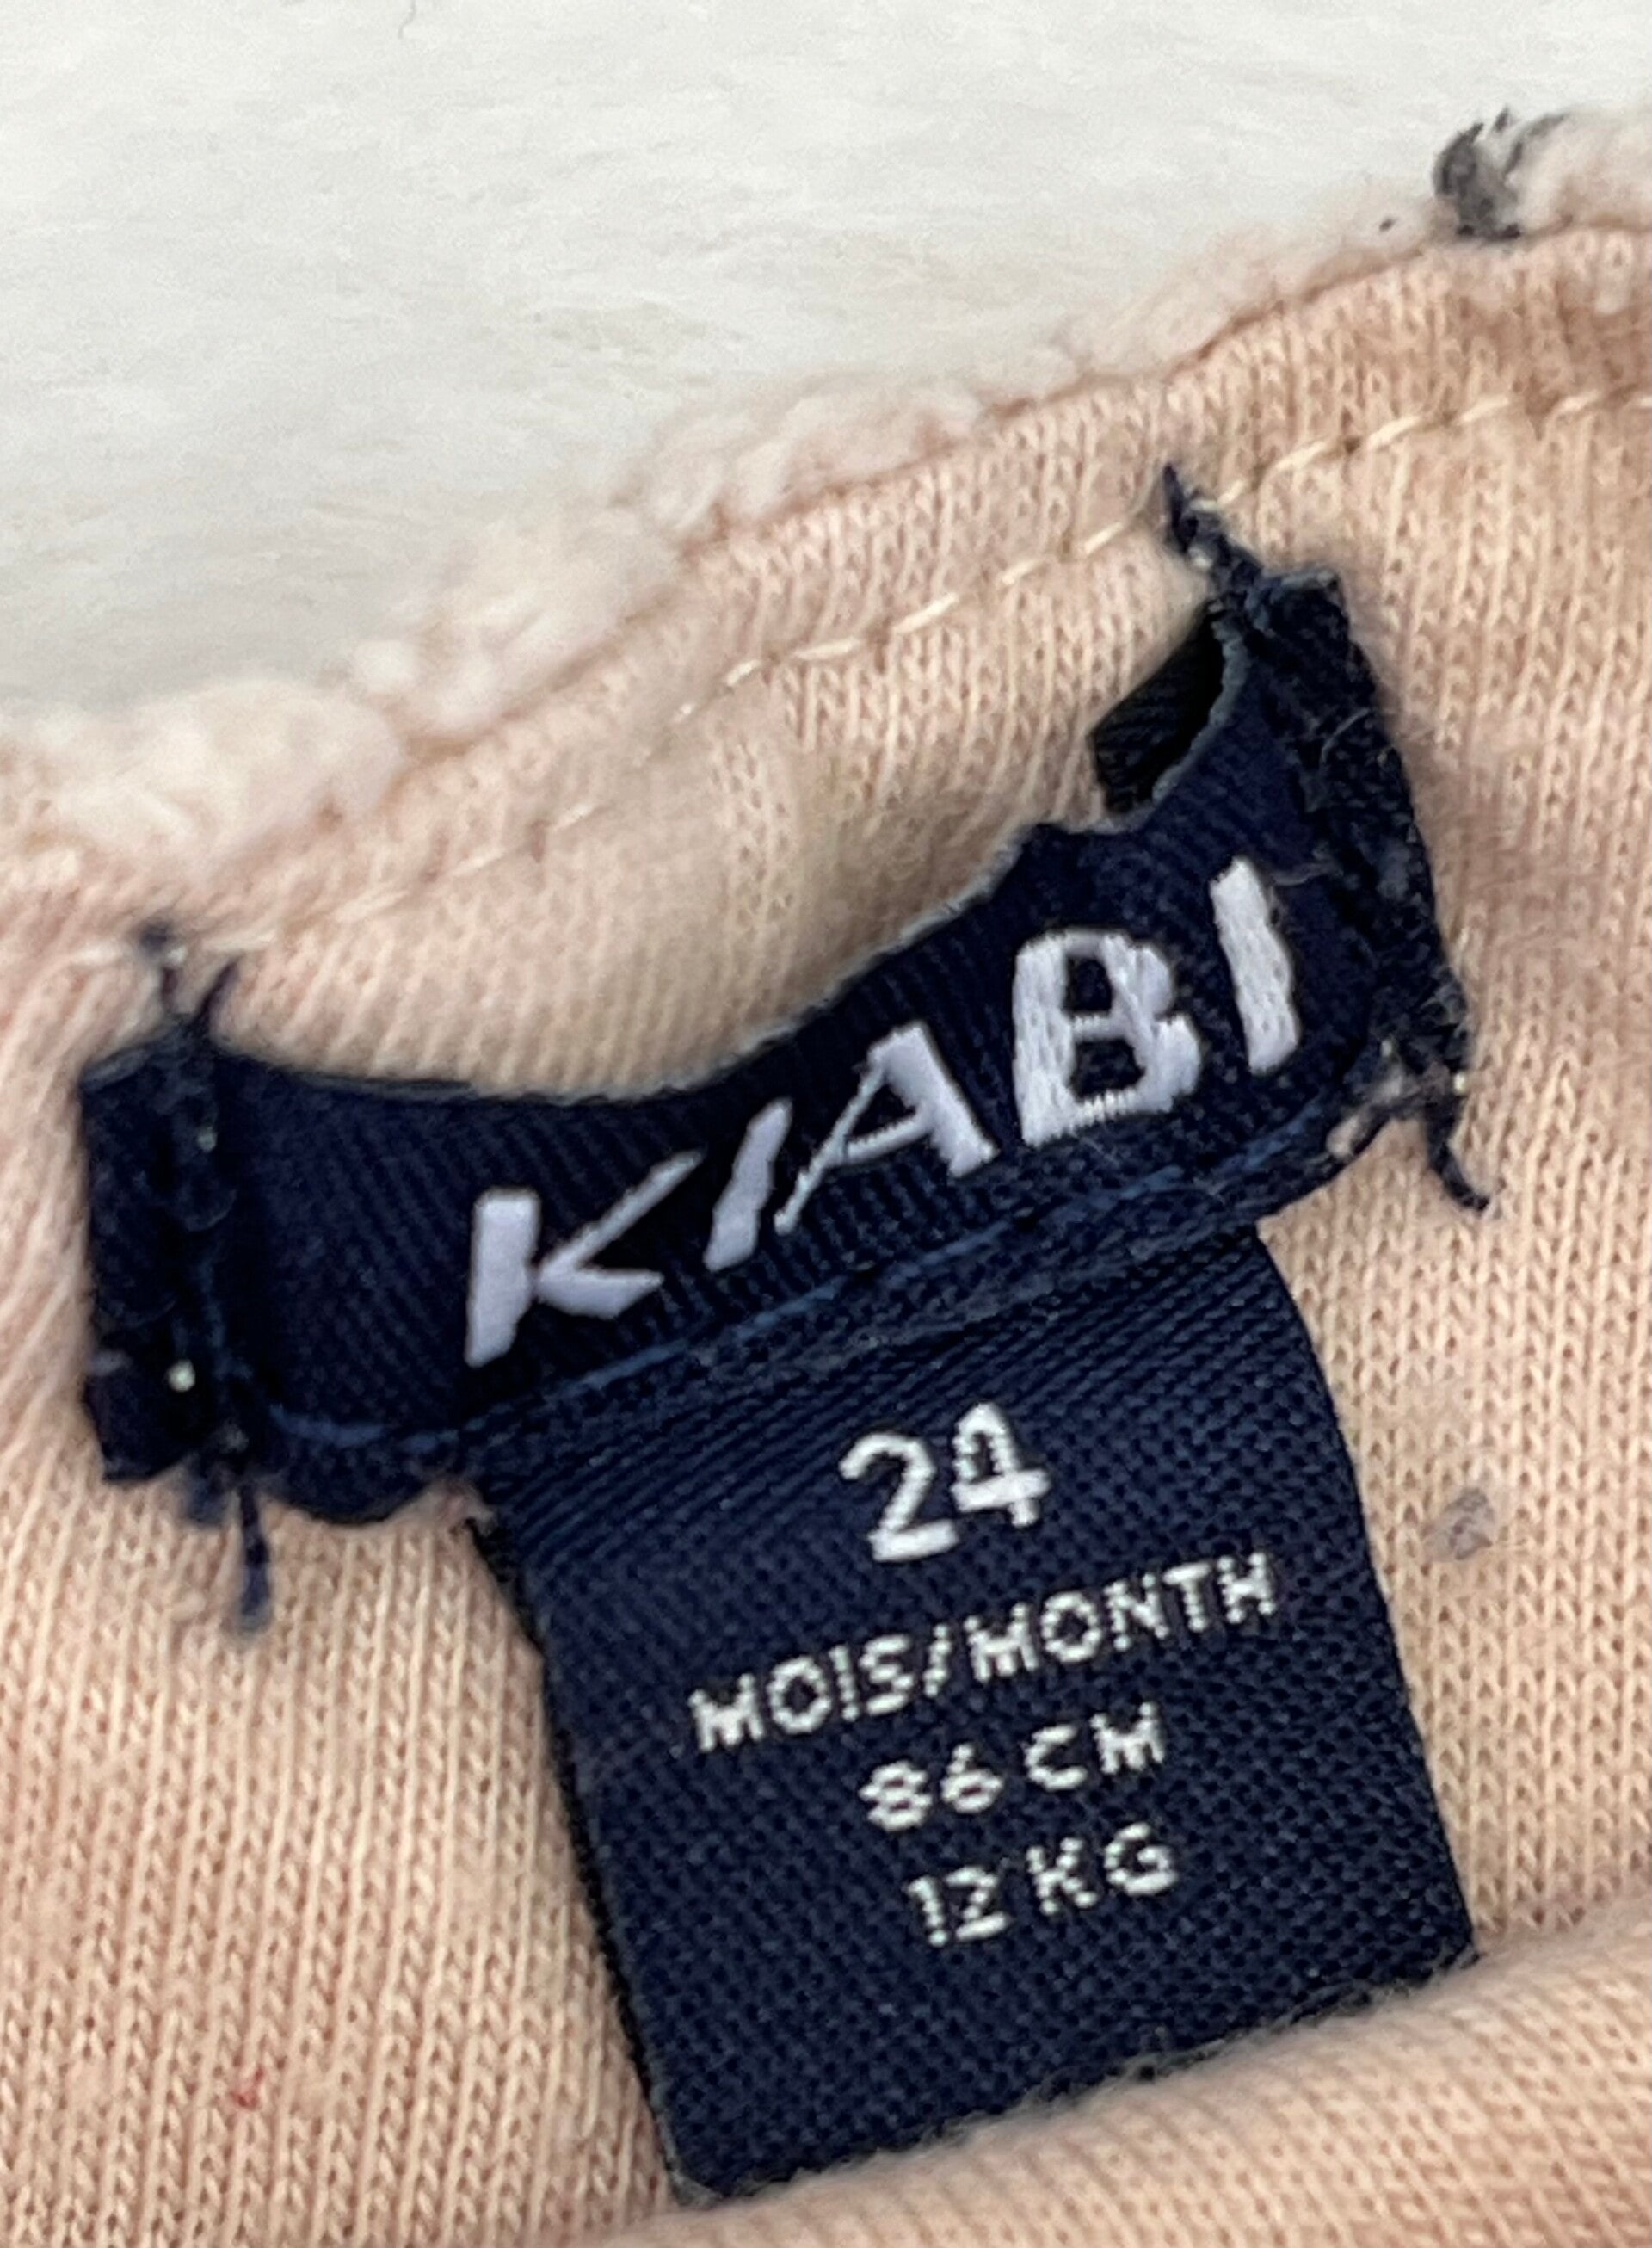 KIABI
24
MOIS/MONTH
86 CM
12 KG